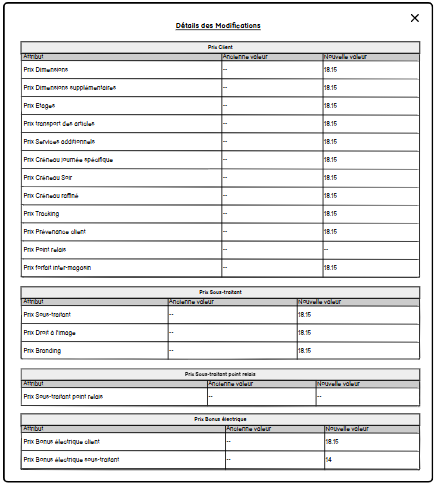 Détails des Modifications
Prix Client
Attribut Ancienne valeur Nouvelle valeur
Prix Dimensions -- 18.15
Prix Dimensions supplémentaires -- 18.15
Prix Etages -- 18.15
Prix transport des articles -- 18.15
Prix Services additionnels -- 18.15
Prix Créneau journée spécifique -- 18.15
Prix Créneau Soir -- 18.15
Prix Créneau raffiné -- 18.15
Prix Tracking -- 18.15
Prix Prévenance client -- 18.15
Prix Point relais -- --
Prix forfait inter-magasin -- 18.15
Prix Sous-traitant
Attribut Ancienne valeur Nouvelle valeur
Prix Sous-traitant -- 18.15
Prix Droit à l'image -- 18.15
Prix Branding -- 18.15
Prix Sous-traitant point relais
Attribut Ancienne valeur Nouvelle valeur
Prix Sous-traitant point relais -- --
Prix Bonus électrique
Attribut Ancienne valeur Nouvelle valeur
Prix Bonus électrique client -- 18.15
Prix Bonus électrique sous-traitant -- 14